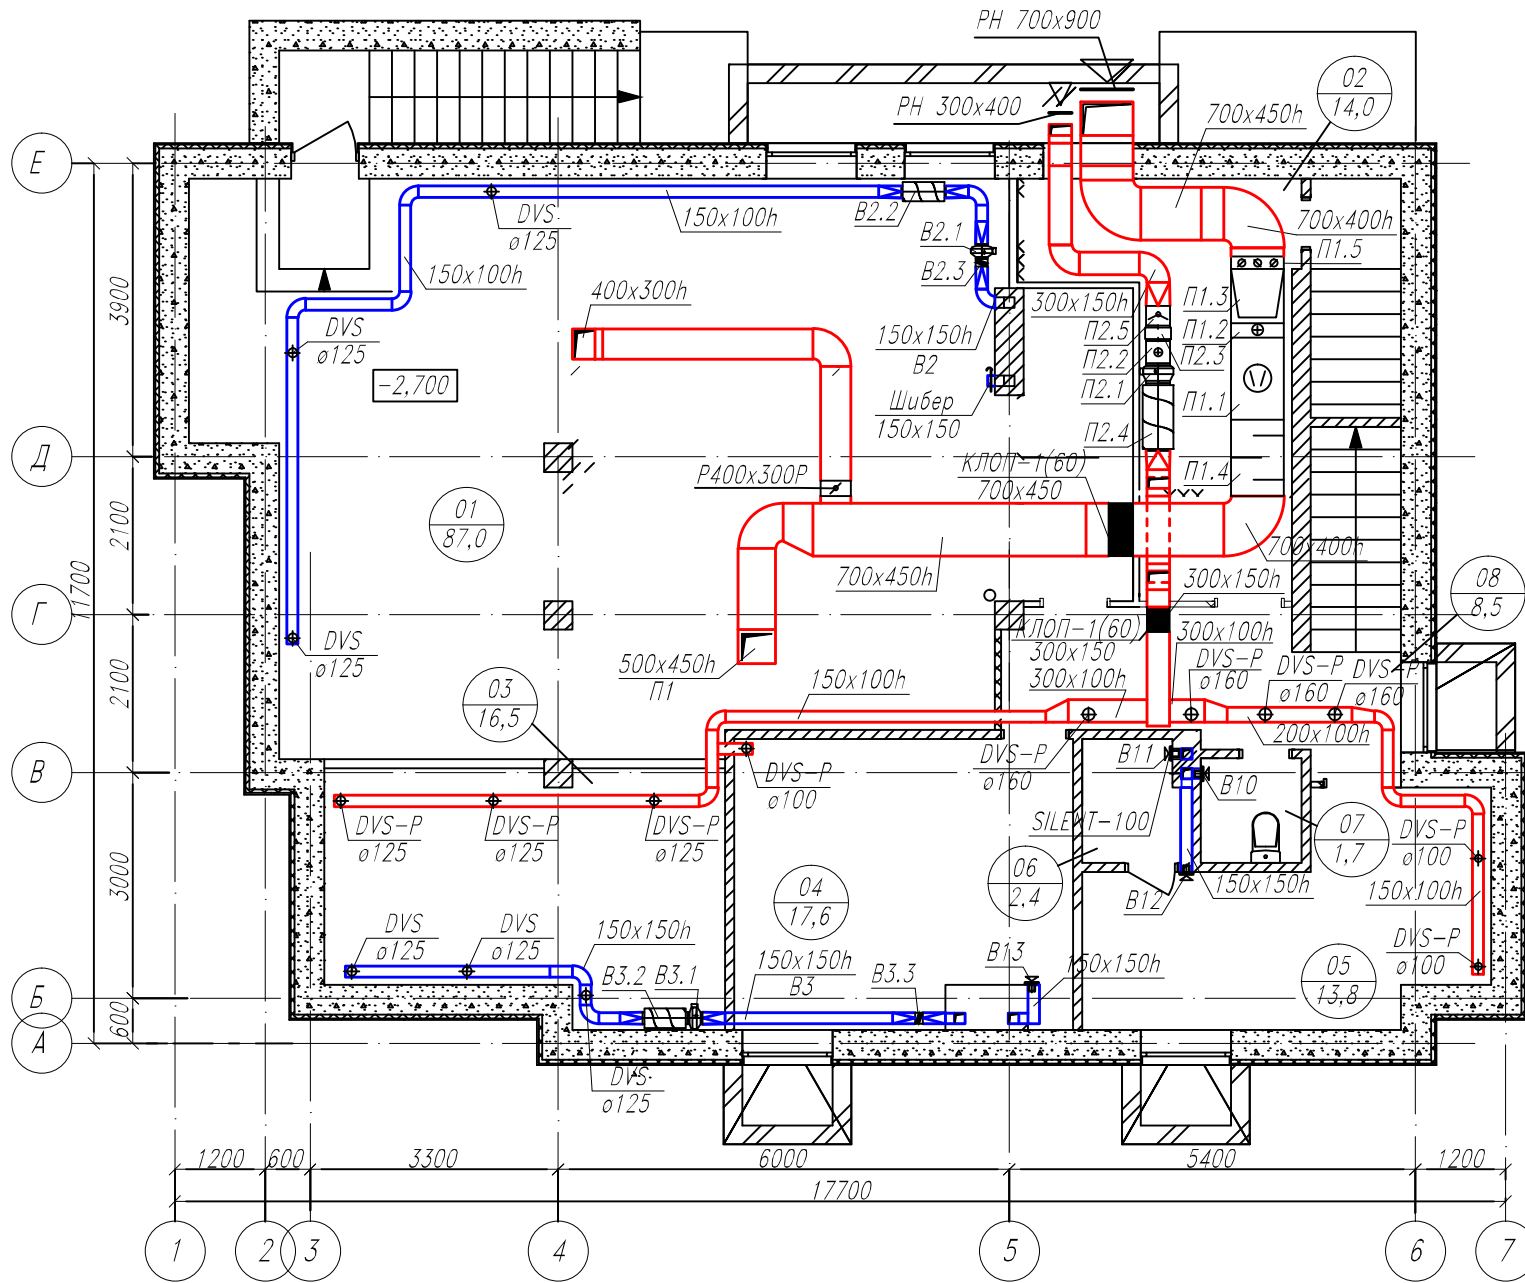 РН 700х900
02
14,0
РН 300х400
700х450h
Е
DVS
ø125
150х100h
В2.2
В2.1
В2.3
700х400h
П1.5
150х100h
400х300h
300х150h
П1.3
DVS
ø125
150х150h
В2
П2.5
П2.2
П2.1
П2.3
П1.2
-2,700
Шибер
150х150
П1.1
П2.4
3900
Д
Р400х300Р
КЛОП-1(60)
700х450
П1.4
01
87,0
2100
11700
700х450h
700х400h
300х150h
08
8,5
Г
DVS
ø125
КЛОП-1(60)
300х150
300х100h
300х100h
500х450h
П1
03
16,5
150х100h
DVS-P
ø160
DVS-P
ø160
DVS-P
ø160
2100
200х100h
В
DVS-P
ø100
DVS-P
ø160
В11
В10
SILENT-100
DVS-P
ø125
DVS-P
ø125
DVS-P
ø125
07
1,7
DVS-P
ø100
3000
04
17,6
06
2,4
В12
150х150h
150х100h
DVS
ø125
DVS
ø125
150х150h
В3.2
В3.1
150х150h
В3
В3.3
В13
150х150h
DVS-P
ø100
05
13,8
Б
600
А
DVS
ø125
1200
600
3300
6000
5400
1200
17700
1
2
3
4
5
6
7